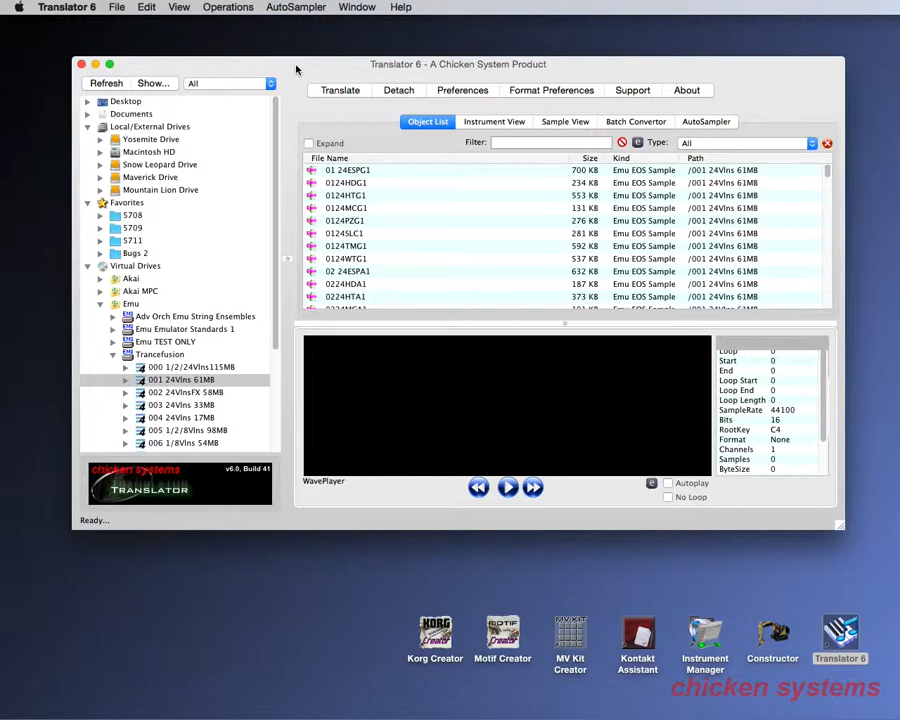 Translator 6 File Edit View Operations AutoSampler Window Help
Translator 6 - A Chicken System Product
Refresh Show... All
Translate Detach Preferences Format Preferences Support About
Desktop
Documents
Local/External Drives
Yosemite Drive
Macintosh HD
Snow Leopard Drive
Maverick Drive
Mountain Lion Drive
Favorites
S708
S709
S711
Bugs 2
Virtual Drives
Akai
Akai MPC
Emu
Adv Orch Emu String Ensembles
Emu Emulator Standards 1
Emu TEST ONLY
Trancefusion
000 1/2/24Vlns115MB
001 24Vlns 61MB
002 24VlnsFX 58MB
003 24Vlns 33MB
004 24Vlns 17MB
005 1/2/8Vlns 98MB
006 1/8Vlns 54MB
chicken systems
v6.0, Build 41
TRANSLATOR
Ready...
Object List Instrument View Sample View Batch Convertor AutoSampler
Expand Filter: Type: All
File Name Size Kind Path
01 24ESPG1 700 KB Emu EOS Sample /001 24Vlns 61MB
0124HDG1 234 KB Emu EOS Sample /001 24Vlns 61MB
0124HTG1 553 KB Emu EOS Sample /001 24Vlns 61MB
0124MCG1 131 KB Emu EOS Sample /001 24Vlns 61MB
0124PZG1 276 KB Emu EOS Sample /001 24Vlns 61MB
0124SLC1 281 KB Emu EOS Sample /001 24Vlns 61MB
0124TMG1 592 KB Emu EOS Sample /001 24Vlns 61MB
0124WTG1 537 KB Emu EOS Sample /001 24Vlns 61MB
02 24ESPA1 632 KB Emu EOS Sample /001 24Vlns 61MB
0224HDA1 187 KB Emu EOS Sample /001 24Vlns 61MB
0224HTA1 373 KB Emu EOS Sample /001 24Vlns 61MB
Loop 0
Start 0
End 0
Loop Start 0
Loop End 0
Loop Length 0
SampleRate 44100
Bits 16
RootKey C4
Format None
Channels 1
Samples 0
ByteSize 0
WavePlayer
Autoplay
No Loop
KORG Creator
MOTIF Creator
Korg Creator
Motif Creator
MV Kit Creator
Kontakt Assistant
Instrument Manager
Constructor
Translator 6
chicken systems